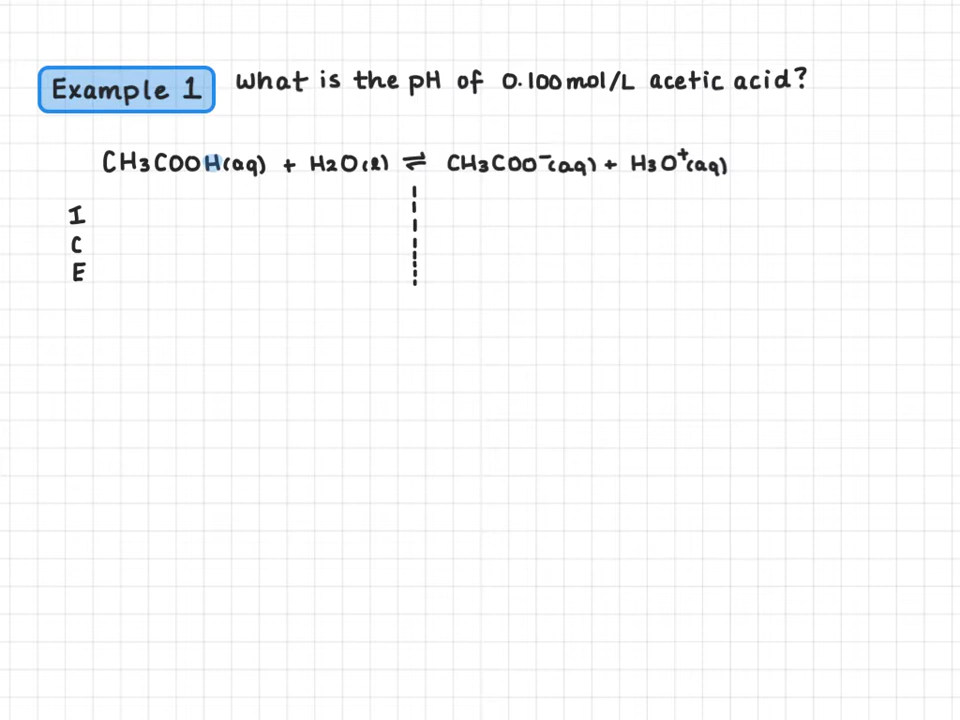 Example 1 What is the pH of 0.100 mol/L acetic acid?
CH3COOH(aq) + H2O(l) ⇌ CH3COO⁻(aq) + H3O⁺(aq)
I
C
E